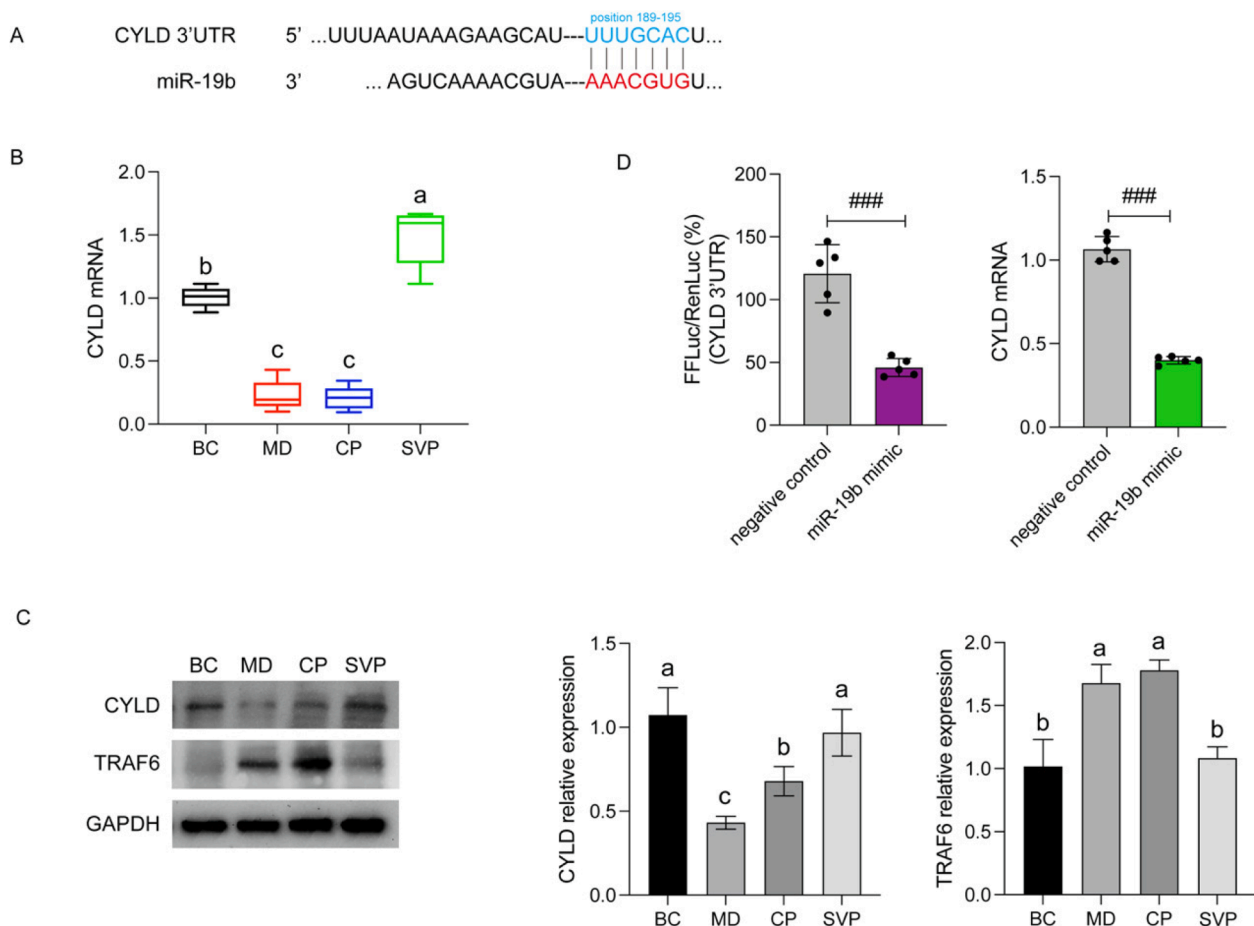 A
position 189-195
CYLD 3'UTR 5' ...UUUAAUAAAGAAGCAU---UUUGCACU...
miR-19b 3' ... AGUCAAAACGUA---AAACGUGU...
B
CYLD mRNA
2.0
1.5
1.0
0.5
0.0
b
c
c
a
BC MD CP SVP
D
FFLuc/RenLuc (%)
(CYLD 3'UTR)
200
150
100
50
0
###
negative control
miR-19b mimic
CYLD mRNA
1.5
1.0
0.5
0.0
###
negative control
miR-19b mimic
C
BC MD CP SVP
CYLD
TRAF6
GAPDH
CYLD relative expression
1.5
1.0
0.5
0.0
a
c
b
a
BC MD CP SVP
TRAF6 relative expression
2.0
1.5
1.0
0.5
0.0
b
a
a
b
BC MD CP SVP